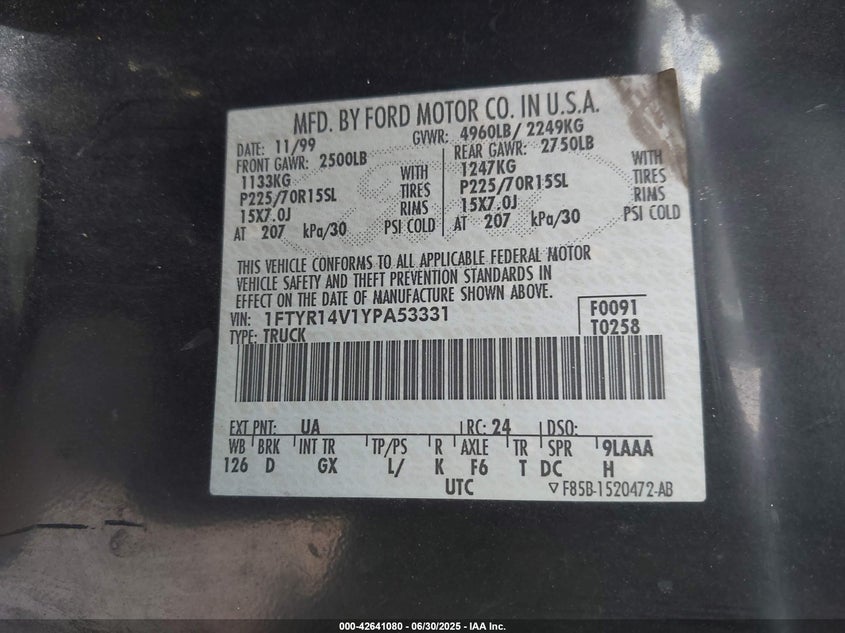 MFD. BY FORD MOTOR CO. IN U.S.A.
DATE: 11/99 GVWR: 4960LB/ 2249KG
FRONT GAWR: 2500LB REAR GAWR: 2750LB
1133KG WITH 1247KG WITH
P225/70R15SL TIRES P225/70R15SL TIRES
15X7.0J RIMS 15X7.0J RIMS
AT 207 kPa/30 PSI COLD AT 207 kPa/30 PSI COLD
THIS VEHICLE CONFORMS TO ALL APPLICABLE FEDERAL MOTOR
VEHICLE SAFETY AND THEFT PREVENTION STANDARDS IN
EFFECT ON THE DATE OF MANUFACTURE SHOWN ABOVE.
VIN: 1FTYR14V1YPA53331 F0091
TYPE: TRUCK T0258
EXT PNT: UA RC: 24 DSO:
WB BRK INT TR TP/PS R AXLE TR SPR 9LAAA
126 D GX L/ K F6 T DC H
UTC F85B-1520472-AB
000-42641080 - 06/30/2025 - IAA Inc.